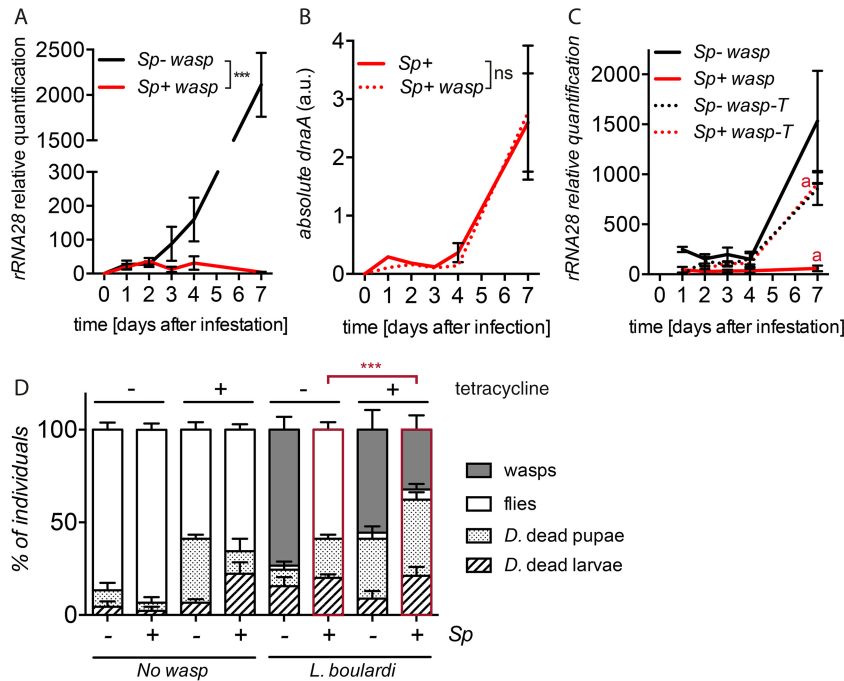 A
rRNA28 relative quantification
2500
2000
1500
1000
500
300
200
100
0
Sp- wasp
Sp+ wasp
***
0 1 2 3 4 5 6 7
time [days after infestation]
B
absolute dnaA (a.u.)
4
3
2
1
0
Sp+
Sp+ wasp
ns
0 1 2 3 4 5 6 7
time [days after infection]
C
rRNA28 relative quantification
2000
1500
1000
500
0
Sp- wasp
Sp+ wasp
Sp- wasp-T
Sp+ wasp-T
a
a
0 1 2 3 4 5 6 7
time [days after infestation]
D
***
- + - + tetracycline
% of individuals
100
50
0
wasps
flies
D. dead pupae
D. dead larvae
- + - + - + - + Sp
No wasp L. boulardi